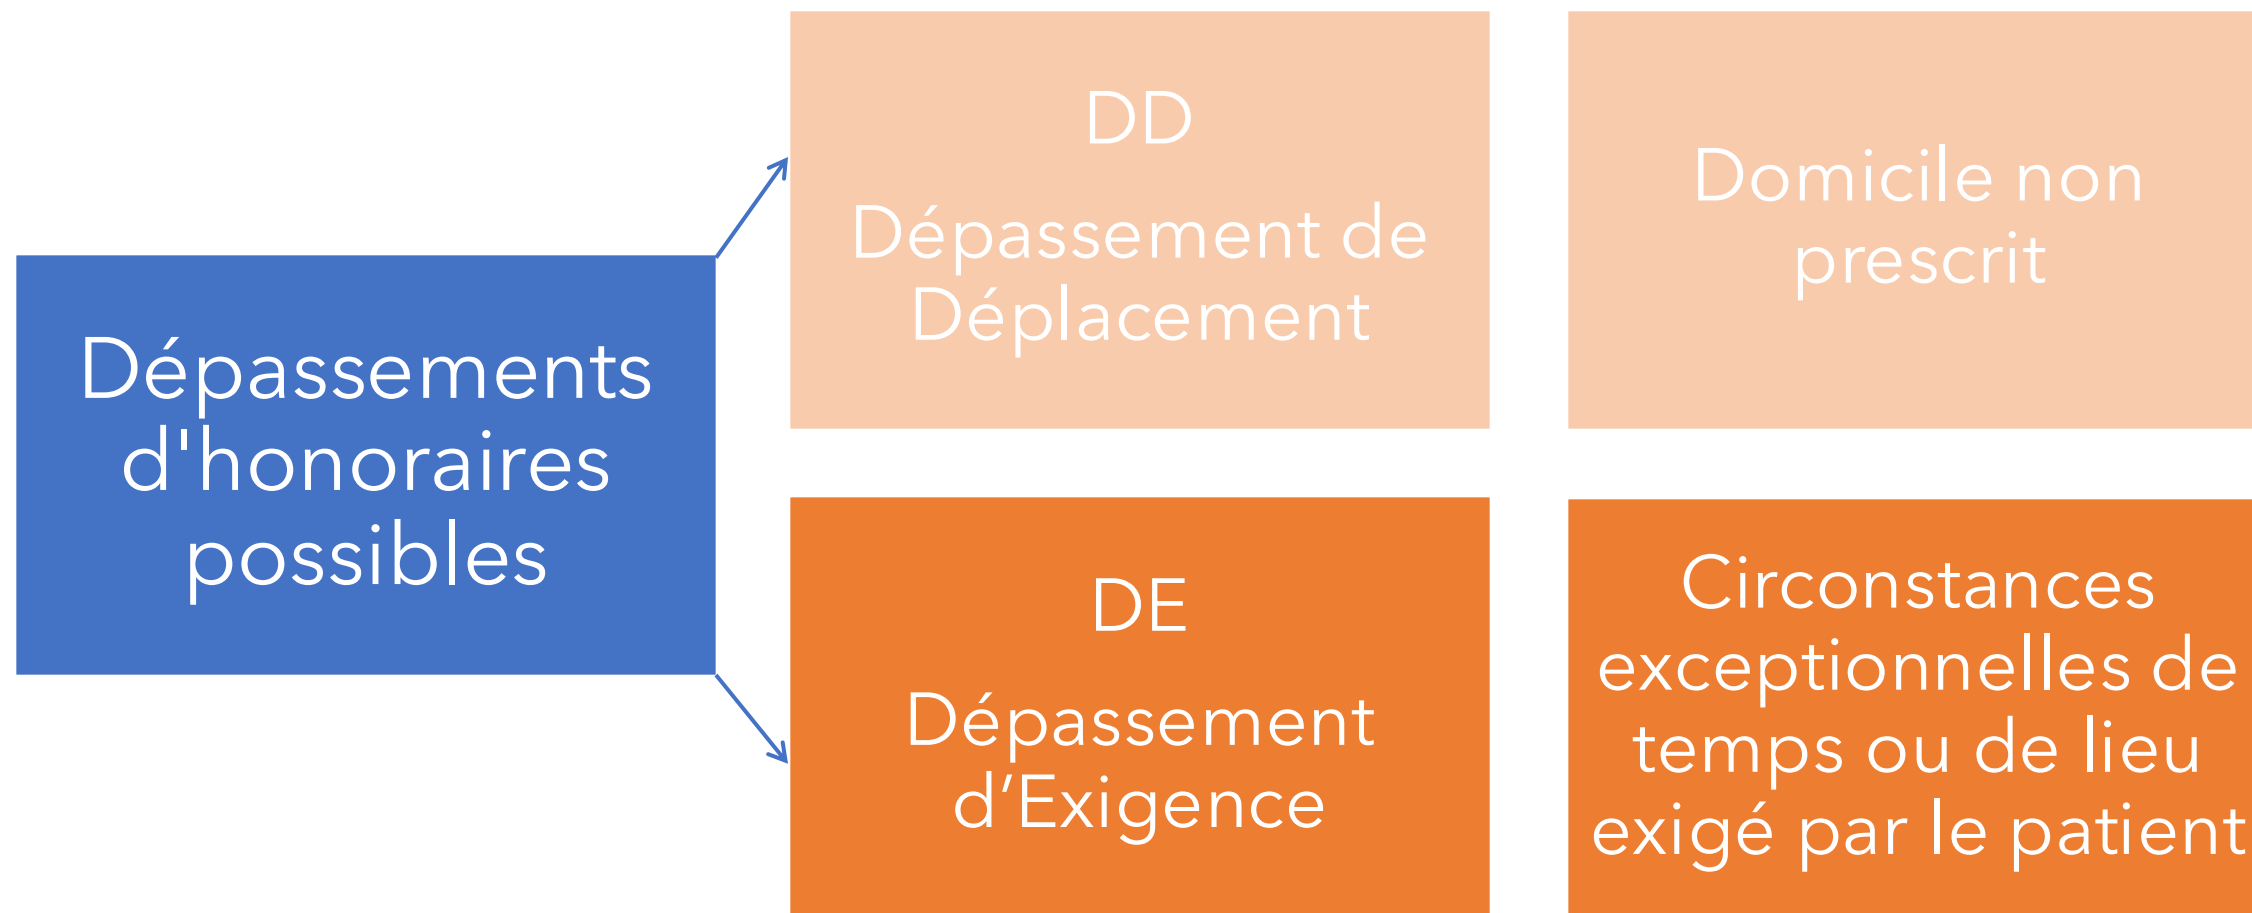 Dépassements
d'honoraires
possibles
DD
Dépassement de
Déplacement
Domicile non
prescrit
DE
Dépassement
d’Exigence
Circonstances
exceptionnelles de
temps ou de lieu
exigé par le patient